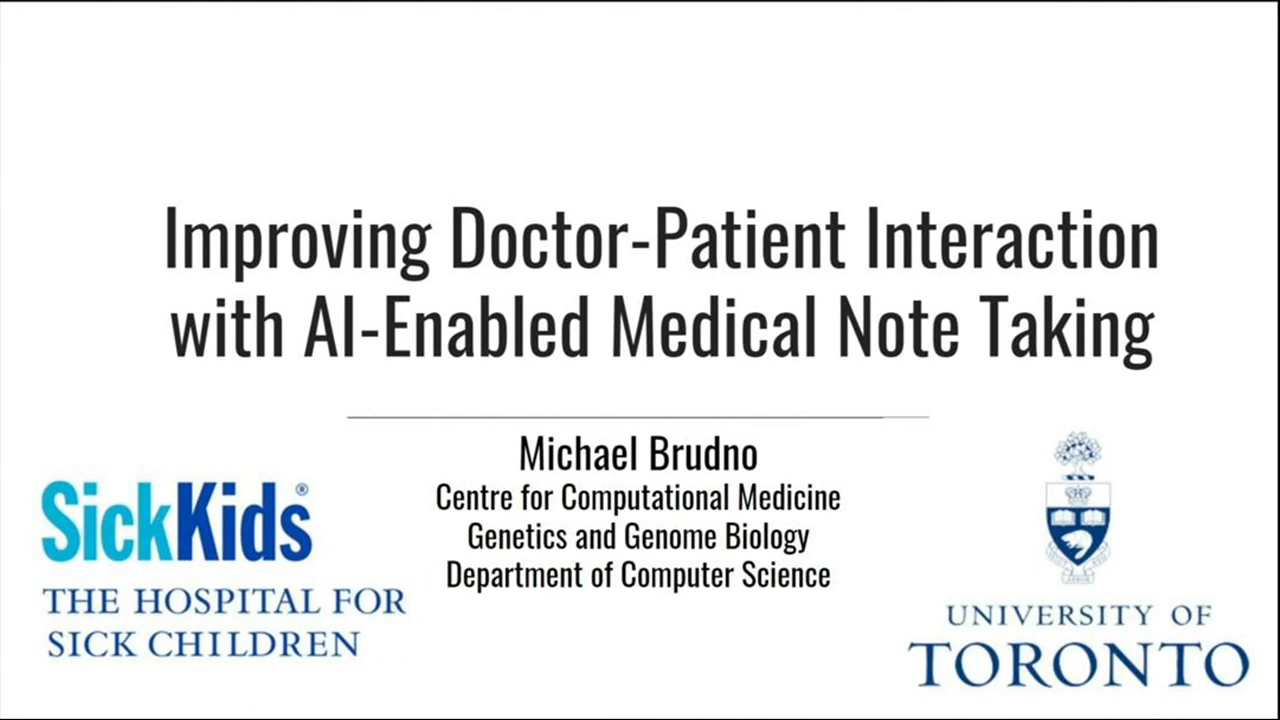 Improving Doctor-Patient Interaction
with AI-Enabled Medical Note Taking
Michael Brudno
Centre for Computational Medicine
Genetics and Genome Biology
Department of Computer Science
SickKids®
THE HOSPITAL FOR
SICK CHILDREN
UNIVERSITY OF
TORONTO